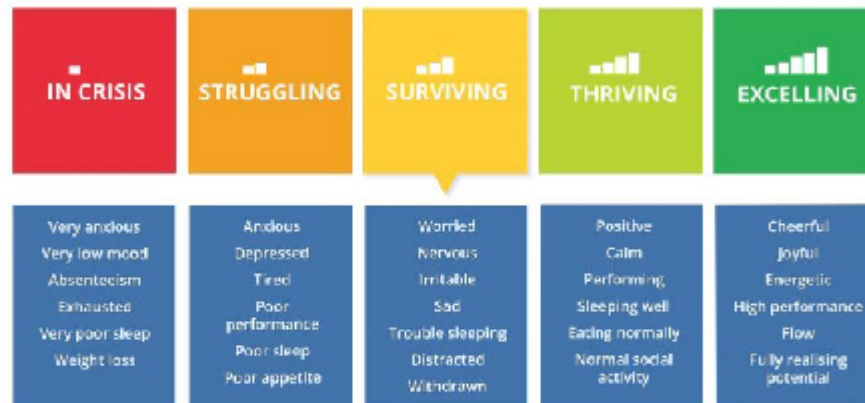 IN CRISIS
STRUGGLING
SURVIVING
THRIVING
EXCELLING
Very anxious
Very low mood
Absenteeism
Exhausted
Very poor sleep
Weight loss
Anxious
Depressed
Tired
Poor
performance
Poor sleep
Poor appetite
Worried
Nervous
Irritable
Sad
Trouble sleeping
Distracted
Withdrawn
Positive
Calm
Performing
Sleeping well
Eating normally
Normal social
activity
Cheerful
Joyful
Energetic
High performance
Flow
Fully realising
potential